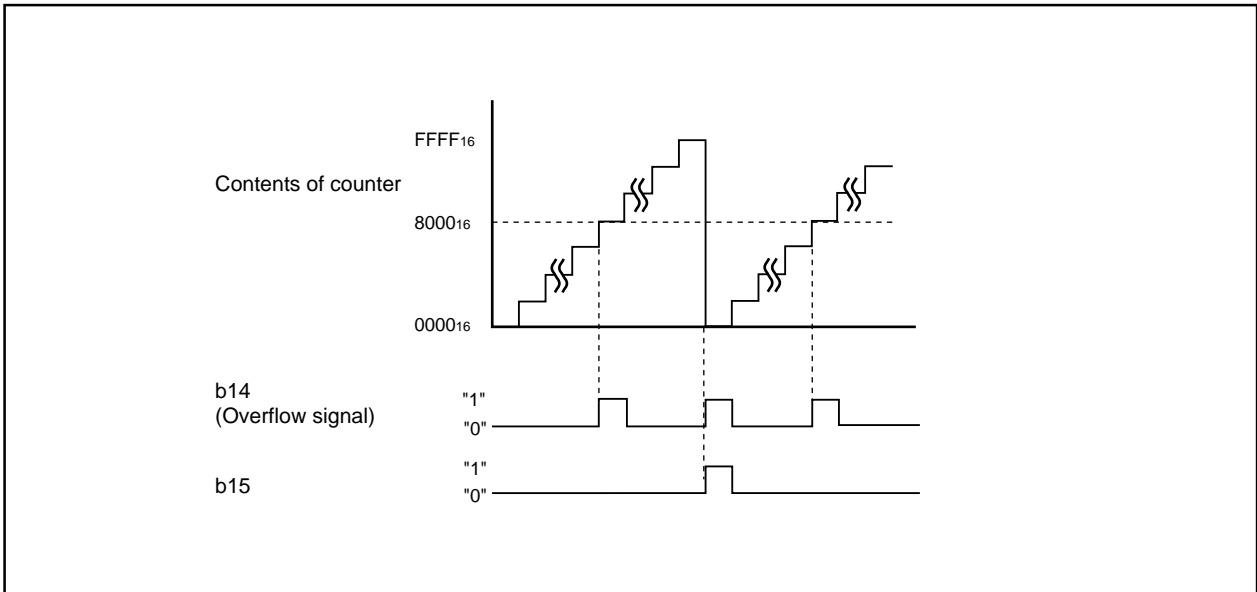 FFFF16
Contents of counter
800016
000016
b14
(Overflow signal)
"1"
"0"
b15
"1"
"0"